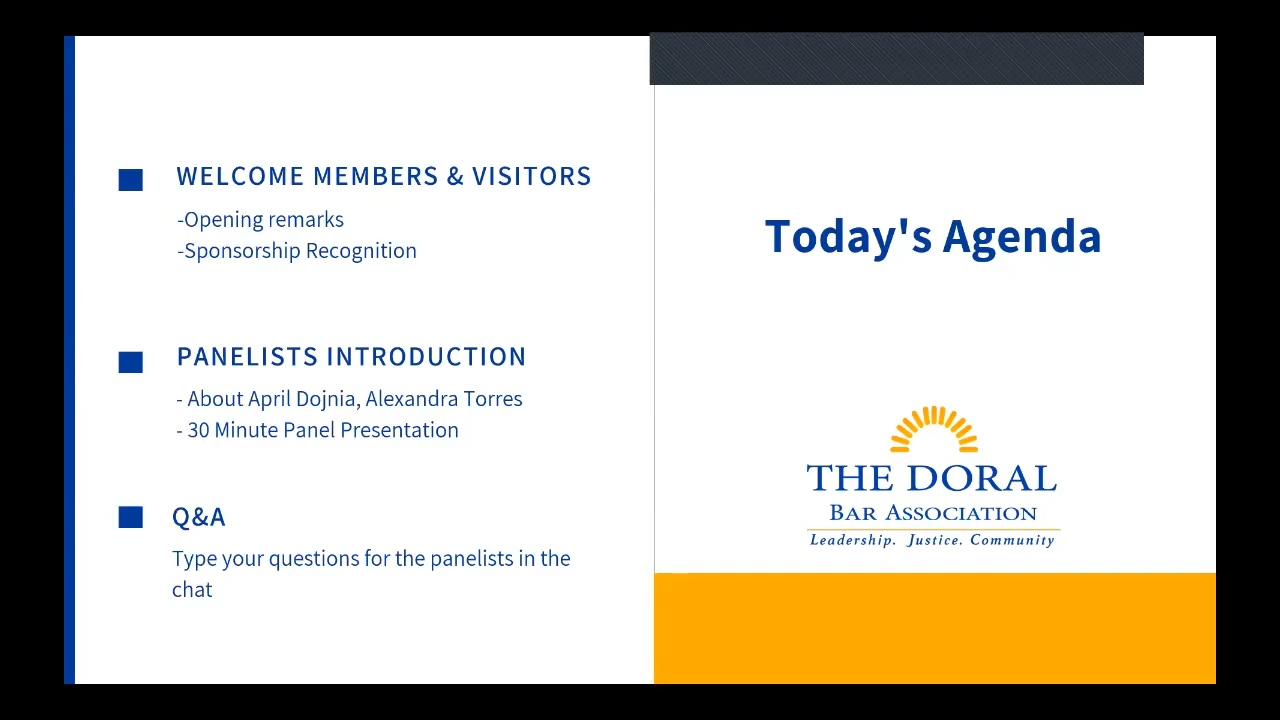 WELCOME MEMBERS & VISITORS
-Opening remarks
-Sponsorship Recognition
PANELISTS INTRODUCTION
- About April Dojnia, Alexandra Torres
- 30 Minute Panel Presentation
Q&A
Type your questions for the panelists in the
chat
Today's Agenda
THE DORAL
BAR ASSOCIATION
Leadership. Justice. Community